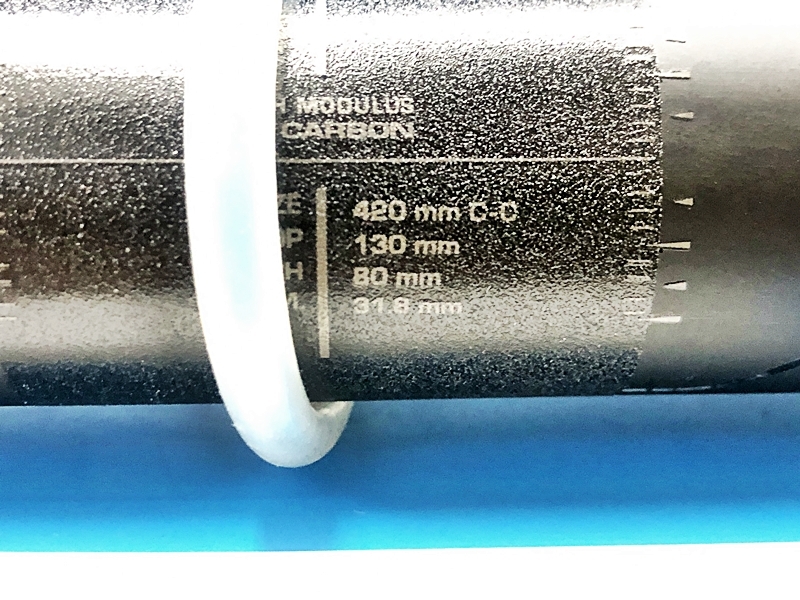 MODULUS
CARBON
420 mm C-C
130 mm
80 mm
31.8 mm